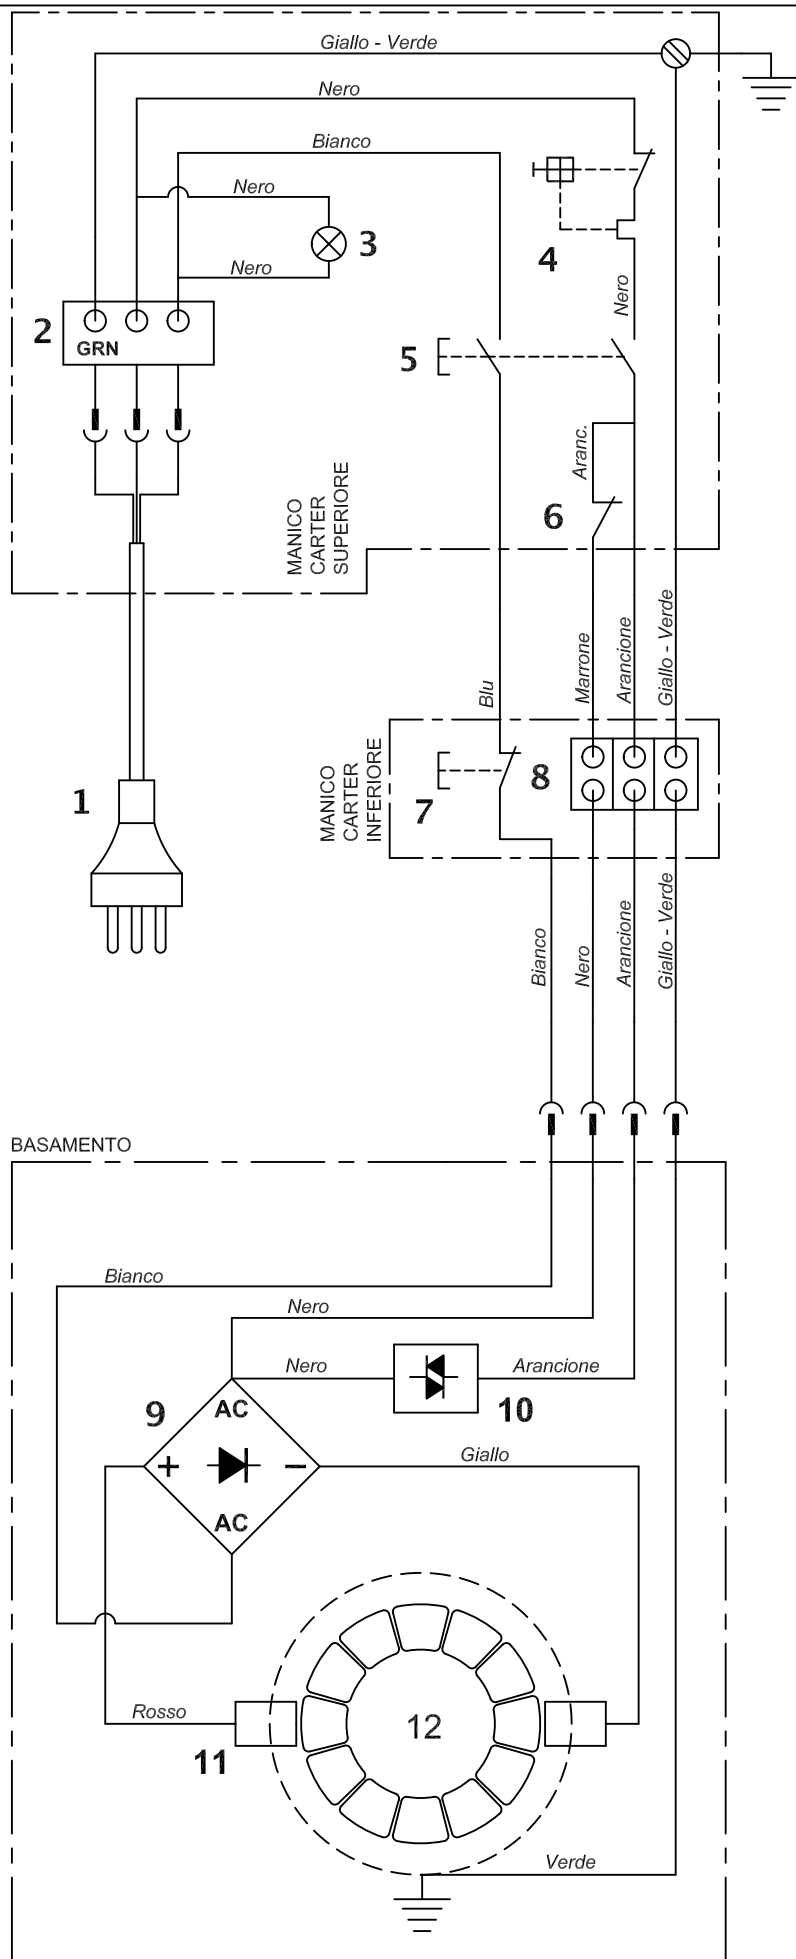 Giallo - Verde
Nero
Bianco
Nero
3
Nero
4
Nero
2
GRN
5
Aranc.
6
MANICO
CARTER
SUPERIORE
Blu
Marrone
Arancione
Giallo - Verde
1
MANICO
CARTER
INFERIORE
7
8
Bianco
Nero
Arancione
Giallo - Verde
BASAMENTO
Bianco
Nero
Nero
Arancione
9
AC
10
+
−
Giallo
AC
Rosso
12
11
Verde